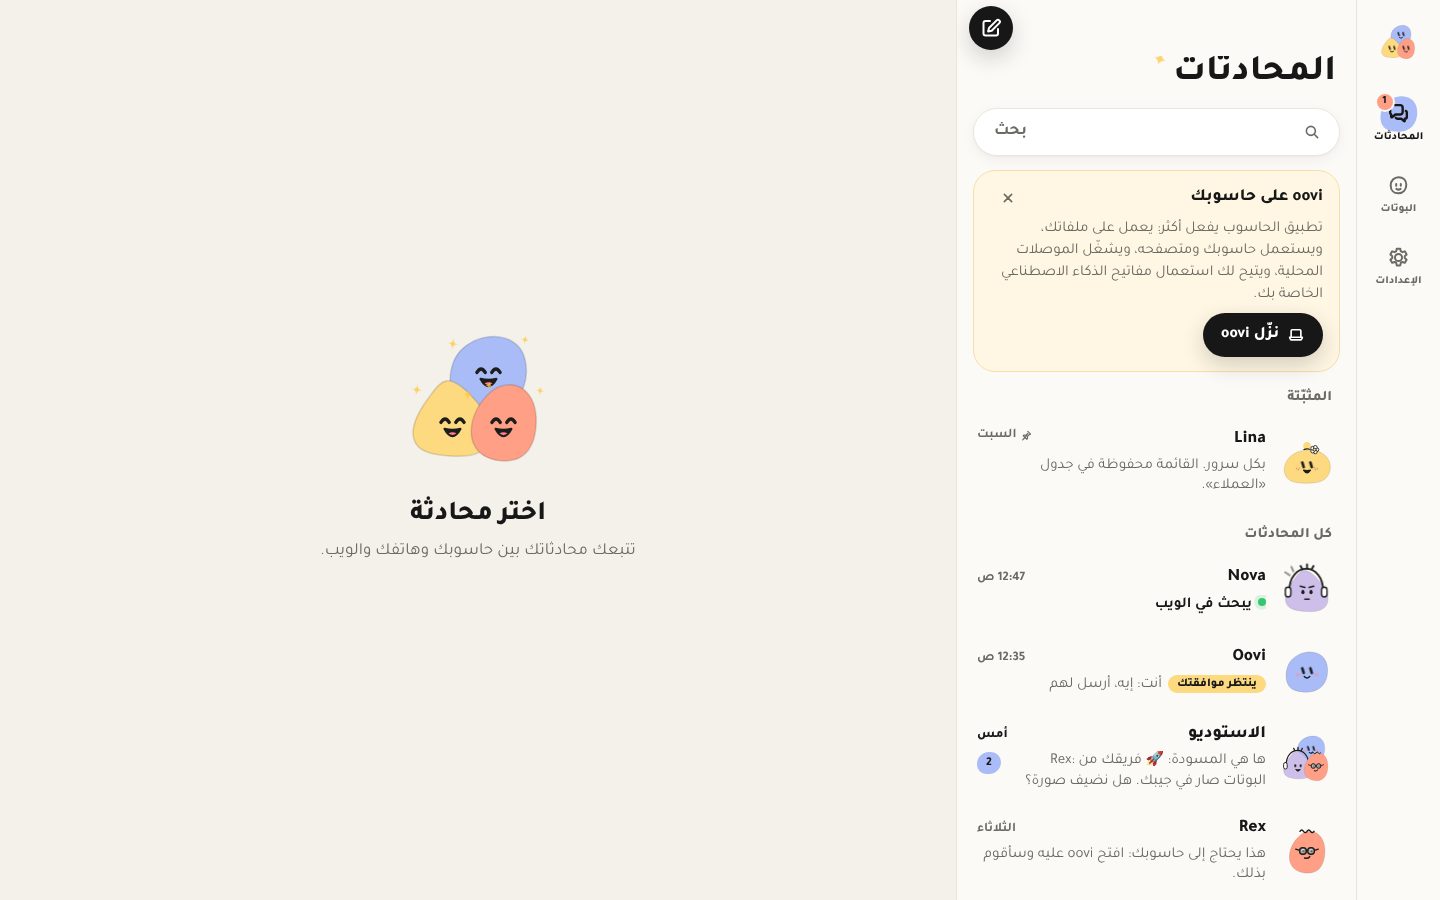 المحادثات
بحث
oovi على حاسوبك
تطبيق الحاسوب يفعل أكثر: يعمل على ملفاتك،
ويستعمل حاسوبك ومتصفحه، ويشغّل الموصلات
المحلية، ويتيح لك استعمال مفاتيح الذكاء الاصطناعي
الخاصة بك.
نزّل oovi
المثبّتة
Lina
السبت
بكل سرور. القائمة محفوظة في جدول
«العملاء».
كل المحادثات
Nova
12:47 ص
يبحث في الويب
Oovi
12:35 ص
ينتظر موافقتك أنت: إيه، أرسل لهم
الاستوديو
أمس
Rex: ها هي المسودة: 🚀 فريقك من
البوتات صار في جيبك. هل نضيف صورة؟
2
Rex
الثلاثاء
هذا يحتاج إلى حاسوبك: افتح oovi عليه وسأقوم
بذلك.
1
المحادثات
البوتات
الإعدادات
اختر محادثة
تتبعك محادثاتك بين حاسوبك وهاتفك والويب.